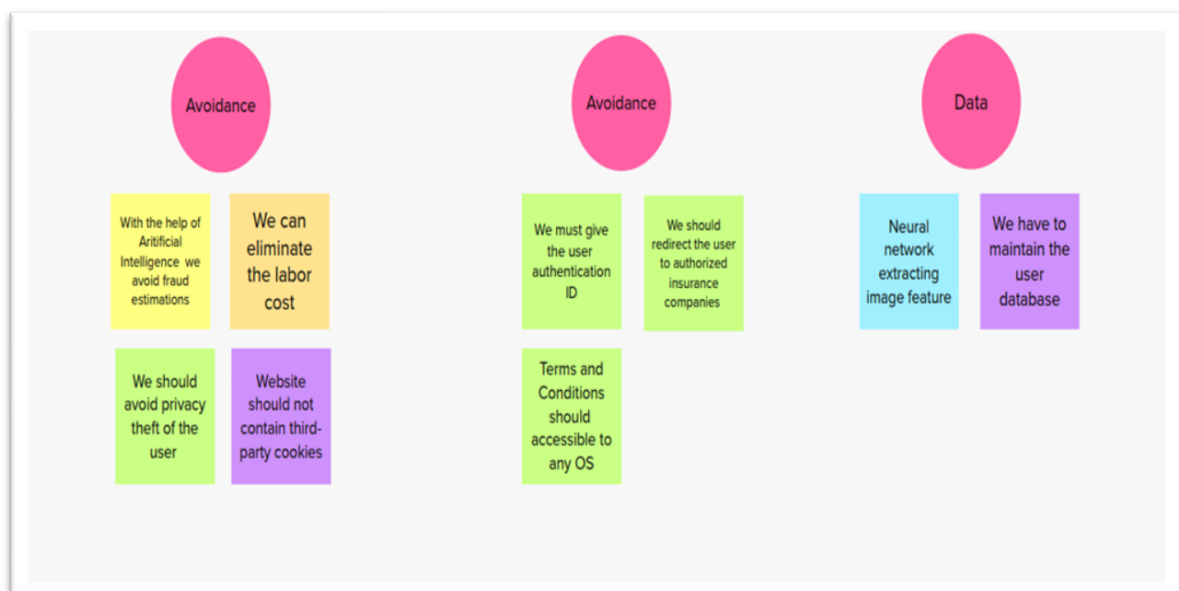 Avoidance
With the help of
Aritificial
Intelligence we
avoid fraud
estimations
We can
eliminate
the labor
cost
We should
avoid privacy
theft of the
user
Website
should not
contain third-
party cookies
Avoidance
We must give
the user
authentication
ID
We should
redirect the user
to authorized
insurance
companies
Terms and
Conditions
should
accessible to
any OS
Data
Neural
network
extracting
image feature
We have to
maintain the
user
database